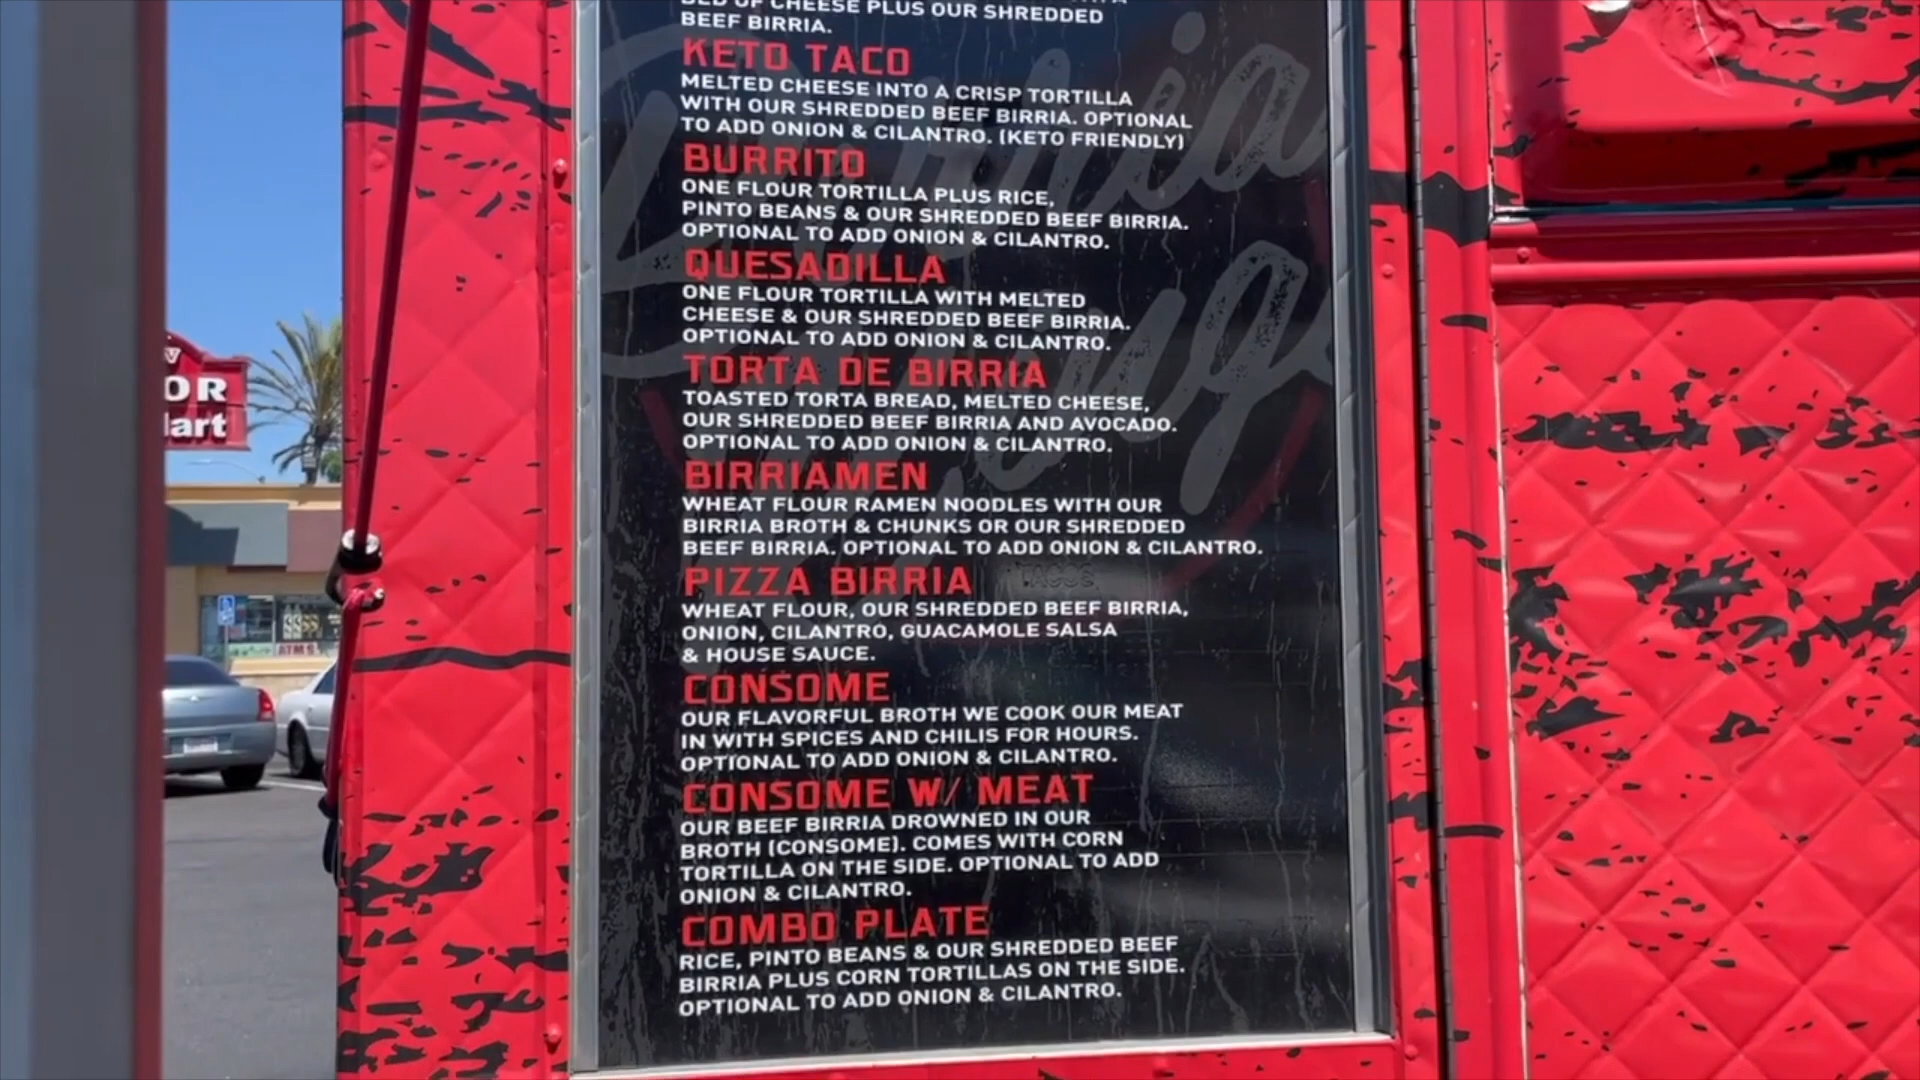 BED OF CHEESE PLUS OUR SHREDDED
BEEF BIRRIA.
KETO TACO
MELTED CHEESE INTO A CRISP TORTILLA
WITH OUR SHREDDED BEEF BIRRIA. OPTIONAL
TO ADD ONION & CILANTRO. (KETO FRIENDLY)
BURRITO
ONE FLOUR TORTILLA PLUS RICE,
PINTO BEANS & OUR SHREDDED BEEF BIRRIA.
OPTIONAL TO ADD ONION & CILANTRO.
QUESADILLA
ONE FLOUR TORTILLA WITH MELTED
CHEESE & OUR SHREDDED BEEF BIRRIA.
OPTIONAL TO ADD ONION & CILANTRO.
TORTA DE BIRRIA
TOASTED TORTA BREAD, MELTED CHEESE,
OUR SHREDDED BEEF BIRRIA AND AVOCADO.
OPTIONAL TO ADD ONION & CILANTRO.
BIRRIAMEN
WHEAT FLOUR RAMEN NOODLES WITH OUR
BIRRIA BROTH & CHUNKS OR OUR SHREDDED
BEEF BIRRIA. OPTIONAL TO ADD ONION & CILANTRO.
PIZZA BIRRIA
WHEAT FLOUR, OUR SHREDDED BEEF BIRRIA,
ONION, CILANTRO, GUACAMOLE SALSA
& HOUSE SAUCE.
CONSOME
OUR FLAVORFUL BROTH WE COOK OUR MEAT
IN WITH SPICES AND CHILIS FOR HOURS.
OPTIONAL TO ADD ONION & CILANTRO.
CONSOME W/ MEAT
OUR BEEF BIRRIA DROWNED IN OUR
BROTH (CONSOME). COMES WITH CORN
TORTILLA ON THE SIDE. OPTIONAL TO ADD
ONION & CILANTRO.
COMBO PLATE
RICE, PINTO BEANS & OUR SHREDDED BEEF
BIRRIA PLUS CORN TORTILLAS ON THE SIDE.
OPTIONAL TO ADD ONION & CILANTRO.
TACOS
OR
art
ATM